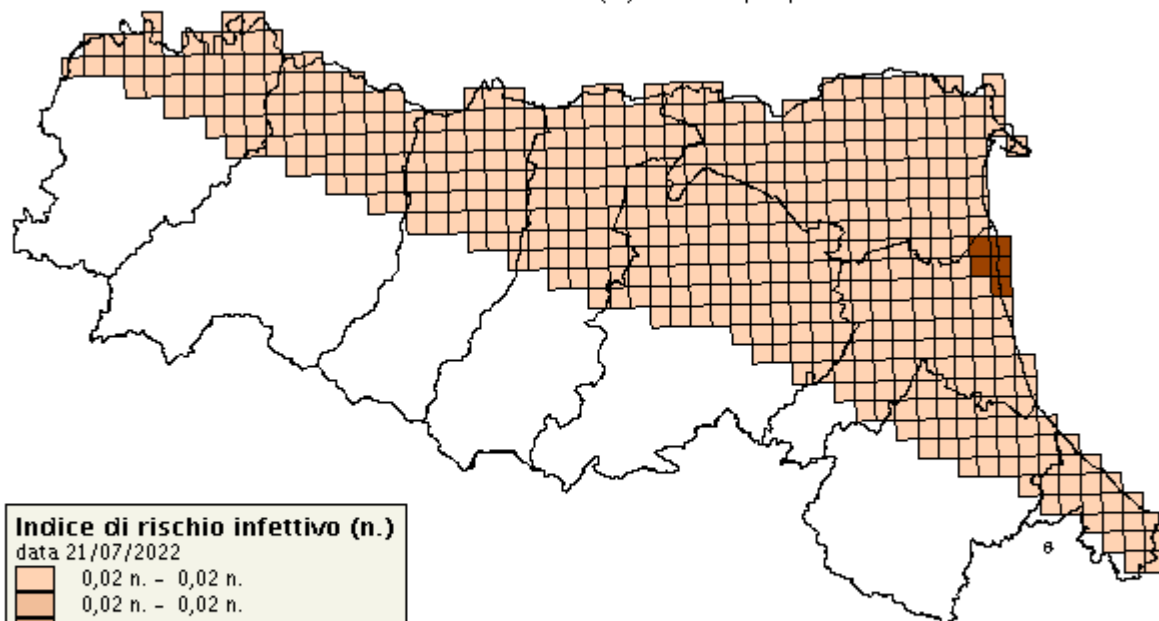 Indice di rischio infettivo (n.)
data 21/07/2022
0,02 n. - 0,02 n.
0,02 n. - 0,02 n.